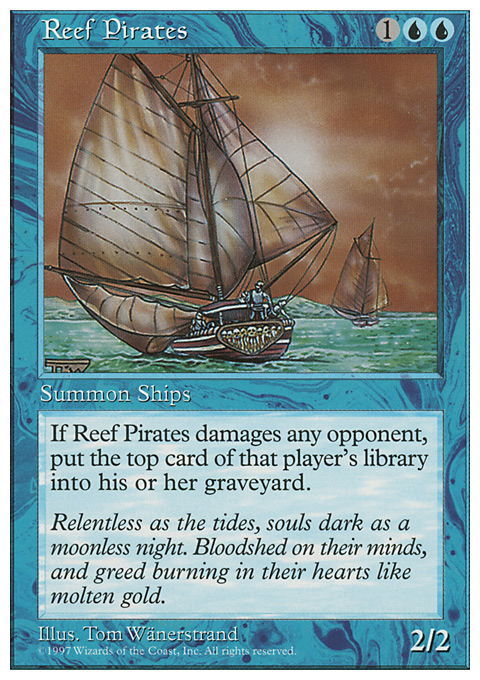 Reef Pirates 1
Summon Ships
If Reef Pirates damages any opponent,
put the top card of that player's library
into his or her graveyard.
Relentless as the tides, souls dark as a
moonless night. Bloodshed on their minds,
and greed burning in their hearts like
molten gold.
Illus. Tom Wänerstrand
©1997 Wizards of the Coast, Inc. All rights reserved.
2/2